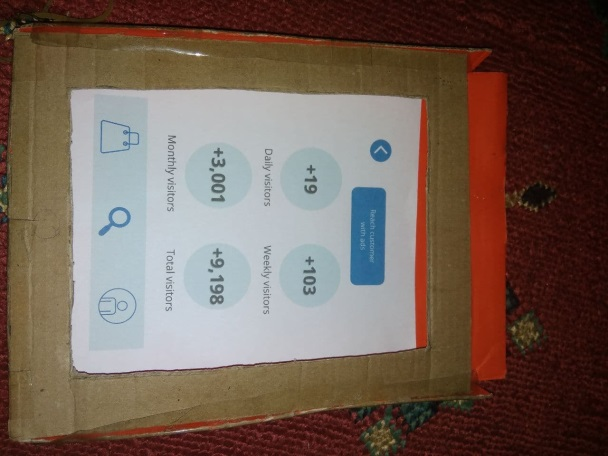 Reach customer
with ads
+19
+103
Daily visitors
Weekly visitors
+3,001
+9,198
Monthly visitors
Total visitors